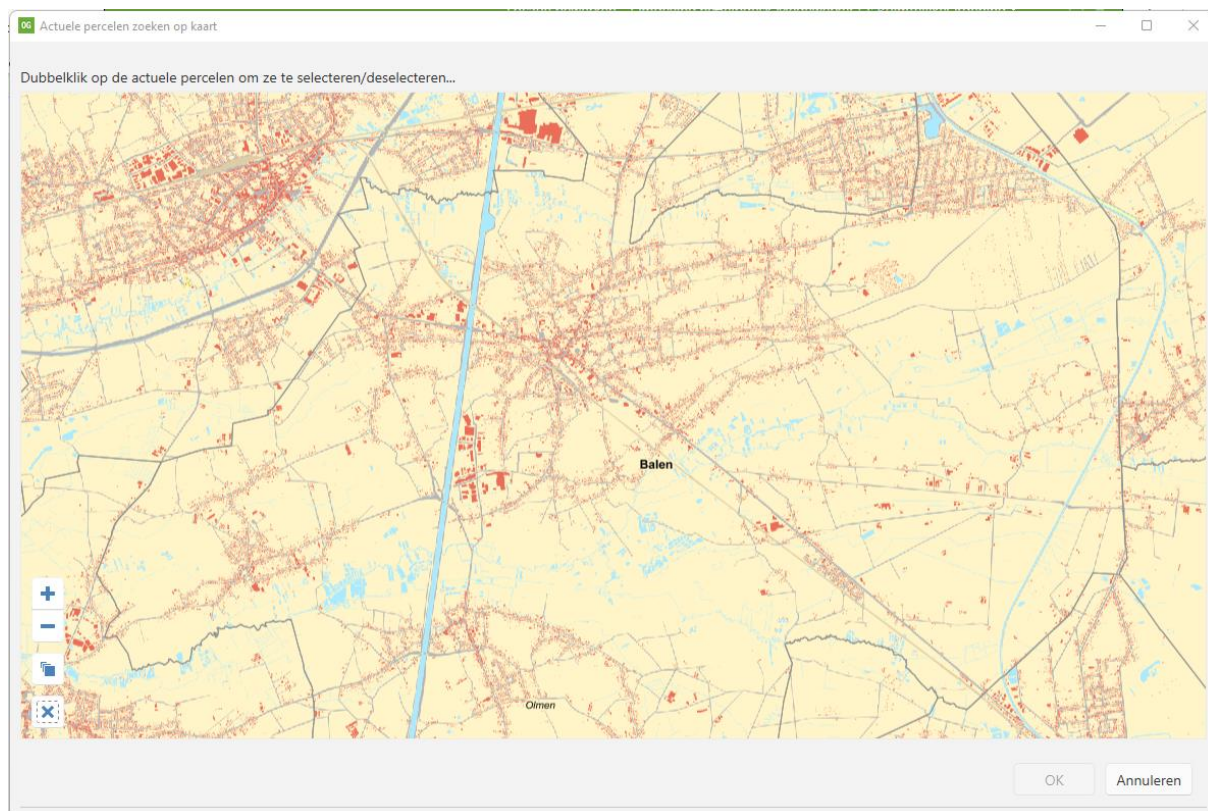 OG Actuele percelen zoeken op kaart
Dubbelklik op de actuele percelen om ze te selecteren/deselecteren...
Balen
Olmen
OK Annuleren